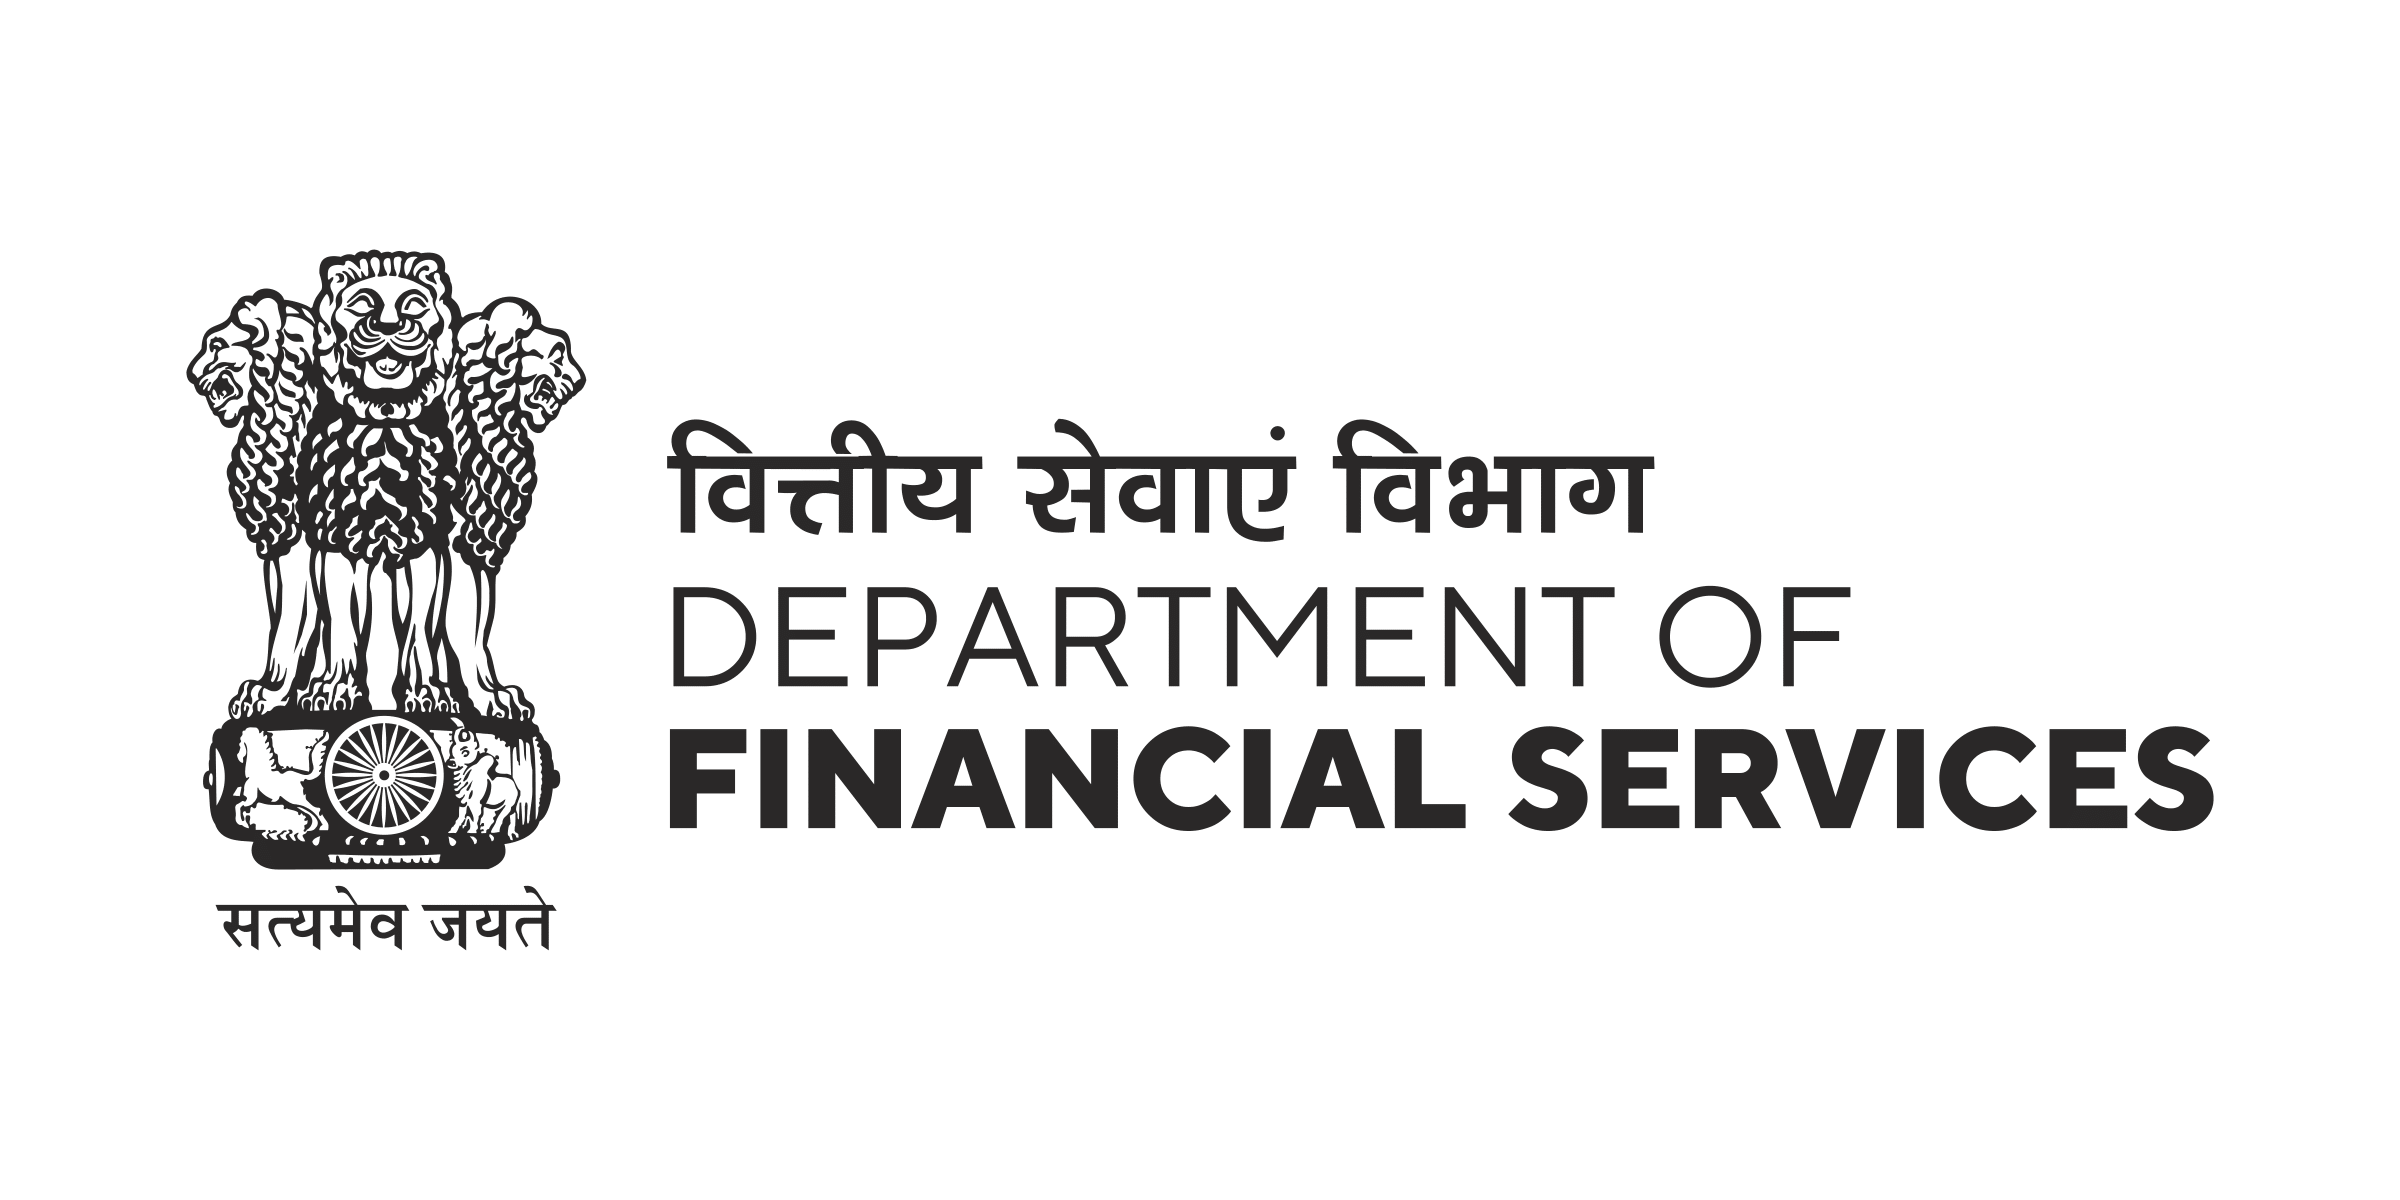 वित्तीय सेवाएं विभाग
DEPARTMENT OF
FINANCIAL SERVICES
सत्यमेव जयते